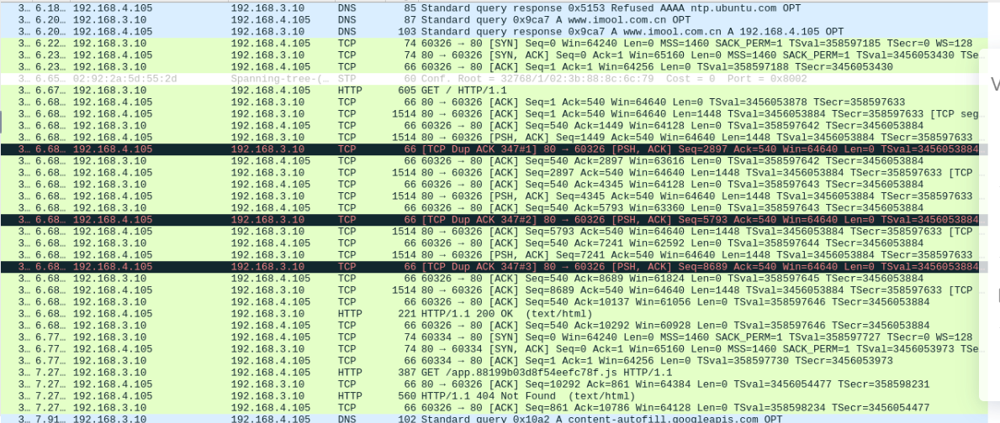 3… 6.18… 192.168.4.105 192.168.3.10 DNS 85 Standard query response 0x5153 Refused AAAA ntp.ubuntu.com OPT
3… 6.20… 192.168.3.10 192.168.4.105 DNS 87 Standard query 0x9ca7 A www.imool.com.cn OPT
3… 6.20… 192.168.4.105 192.168.3.10 DNS 103 Standard query response 0x9ca7 A www.imool.com.cn A 192.168.4.105 OPT
3… 6.22… 192.168.3.10 192.168.4.105 TCP 74 60326 → 80 [SYN] Seq=0 Win=64240 Len=0 MSS=1460 SACK_PERM=1 TSval=358597185 TSecr=0 WS=128
3… 6.23… 192.168.4.105 192.168.3.10 TCP 74 80 → 60326 [SYN, ACK] Seq=0 Ack=1 Win=65160 Len=0 MSS=1460 SACK_PERM=1 TSval=3456053430 TSe…
3… 6.23… 192.168.3.10 192.168.4.105 TCP 66 60326 → 80 [ACK] Seq=1 Ack=1 Win=64256 Len=0 TSval=358597188 TSecr=3456053430
3… 6.65… 02:92:2a:5d:55:2d Spanning-tree-(… STP 60 Conf. Root = 32768/1/02:3b:88:8c:6c:79 Cost = 0 Port = 0x8002
3… 6.67… 192.168.3.10 192.168.4.105 HTTP 605 GET / HTTP/1.1
3… 6.68… 192.168.4.105 192.168.3.10 TCP 66 80 → 60326 [ACK] Seq=1 Ack=540 Win=64640 Len=0 TSval=3456053878 TSecr=358597633
3… 6.68… 192.168.4.105 192.168.3.10 TCP 1514 80 → 60326 [ACK] Seq=1 Ack=540 Win=64640 Len=1448 TSval=3456053884 TSecr=358597633 [TCP seg
3… 6.68… 192.168.3.10 192.168.4.105 TCP 66 60326 → 80 [ACK] Seq=540 Ack=1449 Win=64128 Len=0 TSval=358597642 TSecr=3456053884
3… 6.68… 192.168.4.105 192.168.3.10 TCP 1514 80 → 60326 [PSH, ACK] Seq=1449 Ack=540 Win=64640 Len=1448 TSval=3456053884 TSecr=358597633
3… 6.68… 192.168.4.105 192.168.3.10 TCP 66 [TCP Dup ACK 347#1] 80 → 60326 [PSH, ACK] Seq=2897 Ack=540 Win=64640 Len=0 TSval=3456053884
3… 6.68… 192.168.3.10 192.168.4.105 TCP 66 60326 → 80 [ACK] Seq=540 Ack=2897 Win=63616 Len=0 TSval=358597642 TSecr=3456053884
3… 6.68… 192.168.4.105 192.168.3.10 TCP 1514 80 → 60326 [ACK] Seq=2897 Ack=540 Win=64640 Len=1448 TSval=3456053884 TSecr=358597633 [TCP
3… 6.68… 192.168.3.10 192.168.4.105 TCP 66 60326 → 80 [ACK] Seq=540 Ack=4345 Win=64128 Len=0 TSval=358597643 TSecr=3456053884
3… 6.68… 192.168.4.105 192.168.3.10 TCP 1514 80 → 60326 [PSH, ACK] Seq=4345 Ack=540 Win=64640 Len=1448 TSval=3456053884 TSecr=358597633
3… 6.68… 192.168.3.10 192.168.4.105 TCP 66 60326 → 80 [ACK] Seq=540 Ack=5793 Win=63360 Len=0 TSval=358597643 TSecr=3456053884
3… 6.68… 192.168.4.105 192.168.3.10 TCP 66 [TCP Dup ACK 347#2] 80 → 60326 [PSH, ACK] Seq=5793 Ack=540 Win=64640 Len=0 TSval=3456053884
3… 6.68… 192.168.4.105 192.168.3.10 TCP 1514 80 → 60326 [ACK] Seq=5793 Ack=540 Win=64640 Len=1448 TSval=3456053884 TSecr=358597633 [TCP
3… 6.68… 192.168.3.10 192.168.4.105 TCP 66 60326 → 80 [ACK] Seq=540 Ack=7241 Win=62592 Len=0 TSval=358597644 TSecr=3456053884
3… 6.68… 192.168.4.105 192.168.3.10 TCP 1514 80 → 60326 [PSH, ACK] Seq=7241 Ack=540 Win=64640 Len=1448 TSval=3456053884 TSecr=358597633
3… 6.68… 192.168.4.105 192.168.3.10 TCP 66 [TCP Dup ACK 347#3] 80 → 60326 [PSH, ACK] Seq=8689 Ack=540 Win=64640 Len=0 TSval=3456053884
3… 6.68… 192.168.3.10 192.168.4.105 TCP 66 60326 → 80 [ACK] Seq=540 Ack=8689 Win=61824 Len=0 TSval=358597645 TSecr=3456053884
3… 6.68… 192.168.4.105 192.168.3.10 TCP 1514 80 → 60326 [ACK] Seq=8689 Ack=540 Win=64640 Len=1448 TSval=3456053884 TSecr=358597633 [TCP
3… 6.68… 192.168.3.10 192.168.4.105 TCP 66 60326 → 80 [ACK] Seq=540 Ack=10137 Win=61056 Len=0 TSval=358597646 TSecr=3456053884
3… 6.68… 192.168.4.105 192.168.3.10 HTTP 221 HTTP/1.1 200 OK (text/html)
3… 6.68… 192.168.3.10 192.168.4.105 TCP 66 60326 → 80 [ACK] Seq=540 Ack=10292 Win=60928 Len=0 TSval=358597646 TSecr=3456053884
3… 6.77… 192.168.3.10 192.168.4.105 TCP 74 60334 → 80 [SYN] Seq=0 Win=64240 Len=0 MSS=1460 SACK_PERM=1 TSval=358597727 TSecr=0 WS=128
3… 6.77… 192.168.4.105 192.168.3.10 TCP 74 80 → 60334 [SYN, ACK] Seq=0 Ack=1 Win=65160 Len=0 MSS=1460 SACK_PERM=1 TSval=3456053973 TSe…
3… 6.77… 192.168.3.10 192.168.4.105 TCP 66 60334 → 80 [ACK] Seq=1 Ack=1 Win=64256 Len=0 TSval=358597730 TSecr=3456053973
3… 7.27… 192.168.3.10 192.168.4.105 HTTP 387 GET /app.88199b03d8f54eefc78f.js HTTP/1.1
3… 7.27… 192.168.4.105 192.168.3.10 TCP 66 80 → 60326 [ACK] Seq=10292 Ack=861 Win=64384 Len=0 TSval=3456054477 TSecr=358598231
3… 7.27… 192.168.4.105 192.168.3.10 HTTP 560 HTTP/1.1 404 Not Found (text/html)
3… 7.27… 192.168.3.10 192.168.4.105 TCP 66 60326 → 80 [ACK] Seq=861 Ack=10786 Win=64128 Len=0 TSval=358598234 TSecr=3456054477
3… 7.91… 192.168.3.10 192.168.4.105 DNS 102 Standard query 0x10a2 A content-autofill.googleapis.com OPT